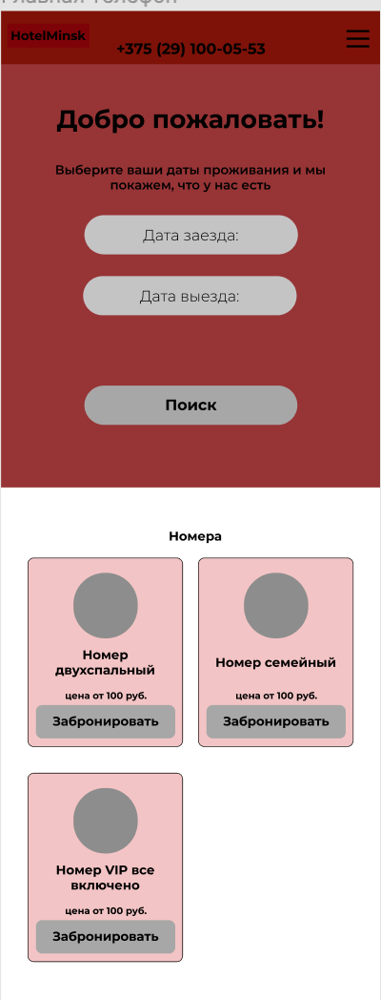 Главная телефон
HotelMinsk
+375 (29) 100-05-53
Добро пожаловать!
Выберите ваши даты проживания и мы
покажем, что у нас есть
Дата заезда:
Дата выезда:
Поиск
Номера
Номер
двухспальный
цена от 100 руб.
Забронировать
Номер семейный
цена от 100 руб.
Забронировать
Номер VIP все
включено
цена от 100 руб.
Забронировать